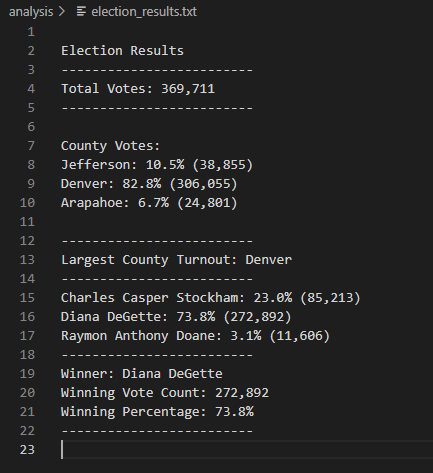 analysis > election_results.txt
1
2 Election Results
3 -------------------------
4 Total Votes: 369,711
5 -------------------------
6
7 County Votes:
8 Jefferson: 10.5% (38,855)
9 Denver: 82.8% (306,055)
10 Arapahoe: 6.7% (24,801)
11
12 -------------------------
13 Largest County Turnout: Denver
14 -------------------------
15 Charles Casper Stockham: 23.0% (85,213)
16 Diana DeGette: 73.8% (272,892)
17 Raymon Anthony Doane: 3.1% (11,606)
18 -------------------------
19 Winner: Diana DeGette
20 Winning Vote Count: 272,892
21 Winning Percentage: 73.8%
22 -------------------------
23